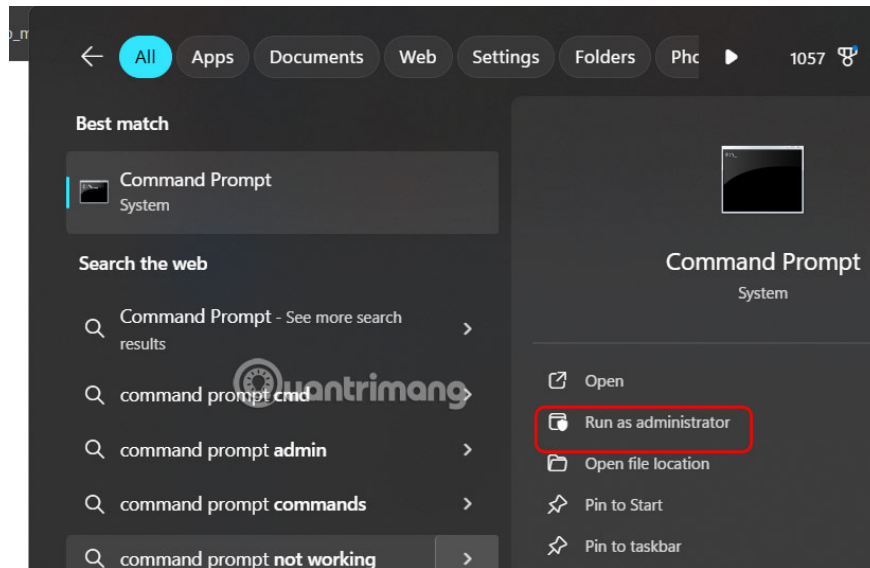 All
Apps
Documents
Web
Settings
Folders
Pho
1057
Best match
Command Prompt
System
Search the web
Command Prompt - See more search
results
command prompt cmd
command prompt admin
command prompt commands
command prompt not working
Quantrimang
Command Prompt
System
Open
Run as administrator
Open file location
Pin to Start
Pin to taskbar